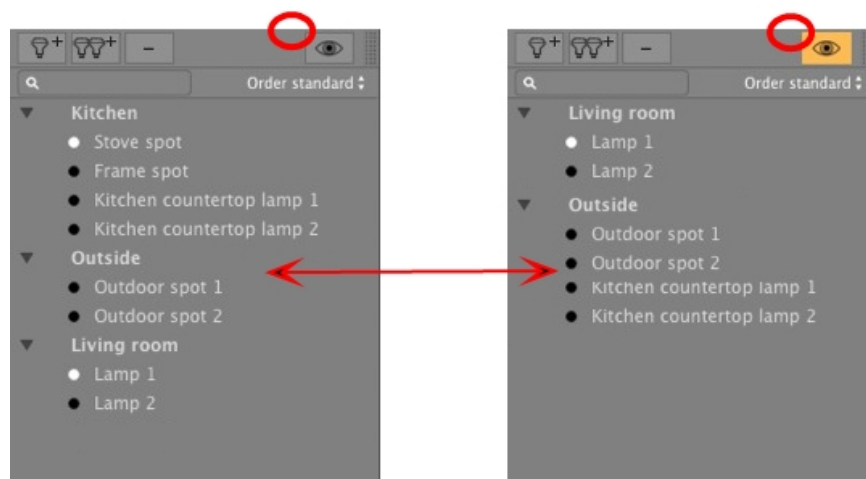 Order standard
Kitchen
Stove spot
Frame spot
Kitchen countertop lamp 1
Kitchen countertop lamp 2
Outside
Outdoor spot 1
Outdoor spot 2
Living room
Lamp 1
Lamp 2
Order standard
Living room
Lamp 1
Lamp 2
Outside
Outdoor spot 1
Outdoor spot 2
Kitchen countertop lamp 1
Kitchen countertop lamp 2